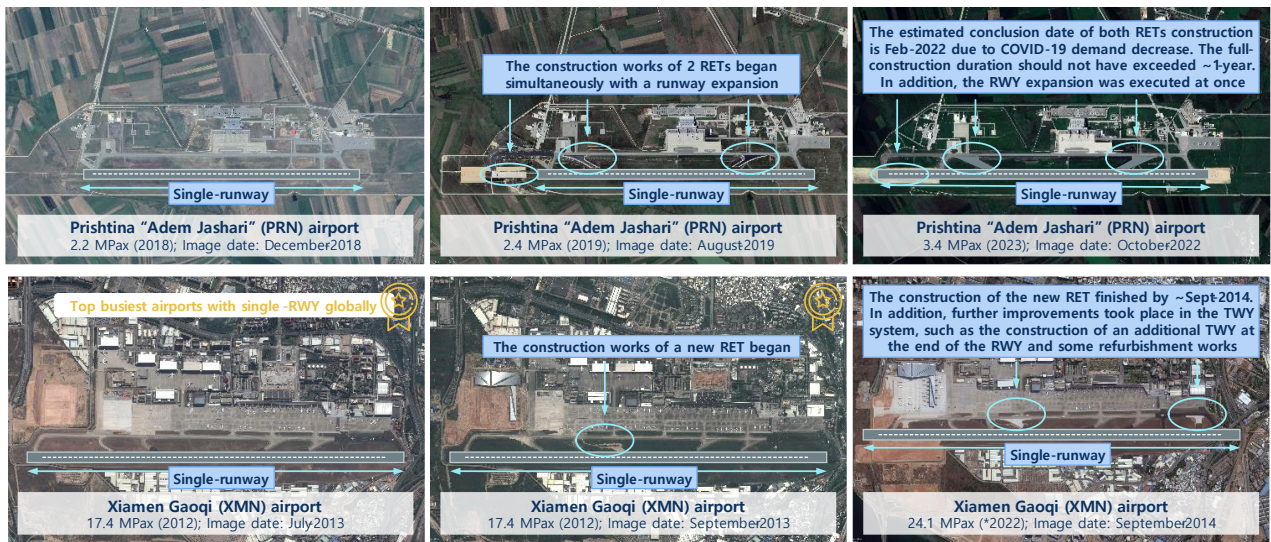 Single-runway
Prishtina “Adem Jashari” (PRN) airport
2.2 MPax (2018); Image date: December2018
The construction works of 2 RETs began
simultaneously with a runway expansion
Single-runway
Prishtina “Adem Jashari” (PRN) airport
2.4 MPax (2019); Image date: August2019
The estimated conclusion date of both RETs construction
is Feb-2022 due to COVID-19 demand decrease. The full-
construction duration should not have exceeded ~1-year.
In addition, the RWY expansion was executed at once
Single-runway
Prishtina “Adem Jashari” (PRN) airport
3.4 MPax (2023); Image date: October2022
Top busiest airports with single -RWY globally
Single-runway
Xiamen Gaoqi (XMN) airport
17.4 MPax (2012); Image date: July2013
The construction works of a new RET began
Single-runway
Xiamen Gaoqi (XMN) airport
17.4 MPax (2012); Image date: September2013
The construction of the new RET finished by ~Sept-2014.
In addition, further improvements took place in the TWY
system, such as the construction of an additional TWY at
the end of the RWY and some refurbishment works
Single-runway
Xiamen Gaoqi (XMN) airport
24.1 MPax (*2022); Image date: September2014